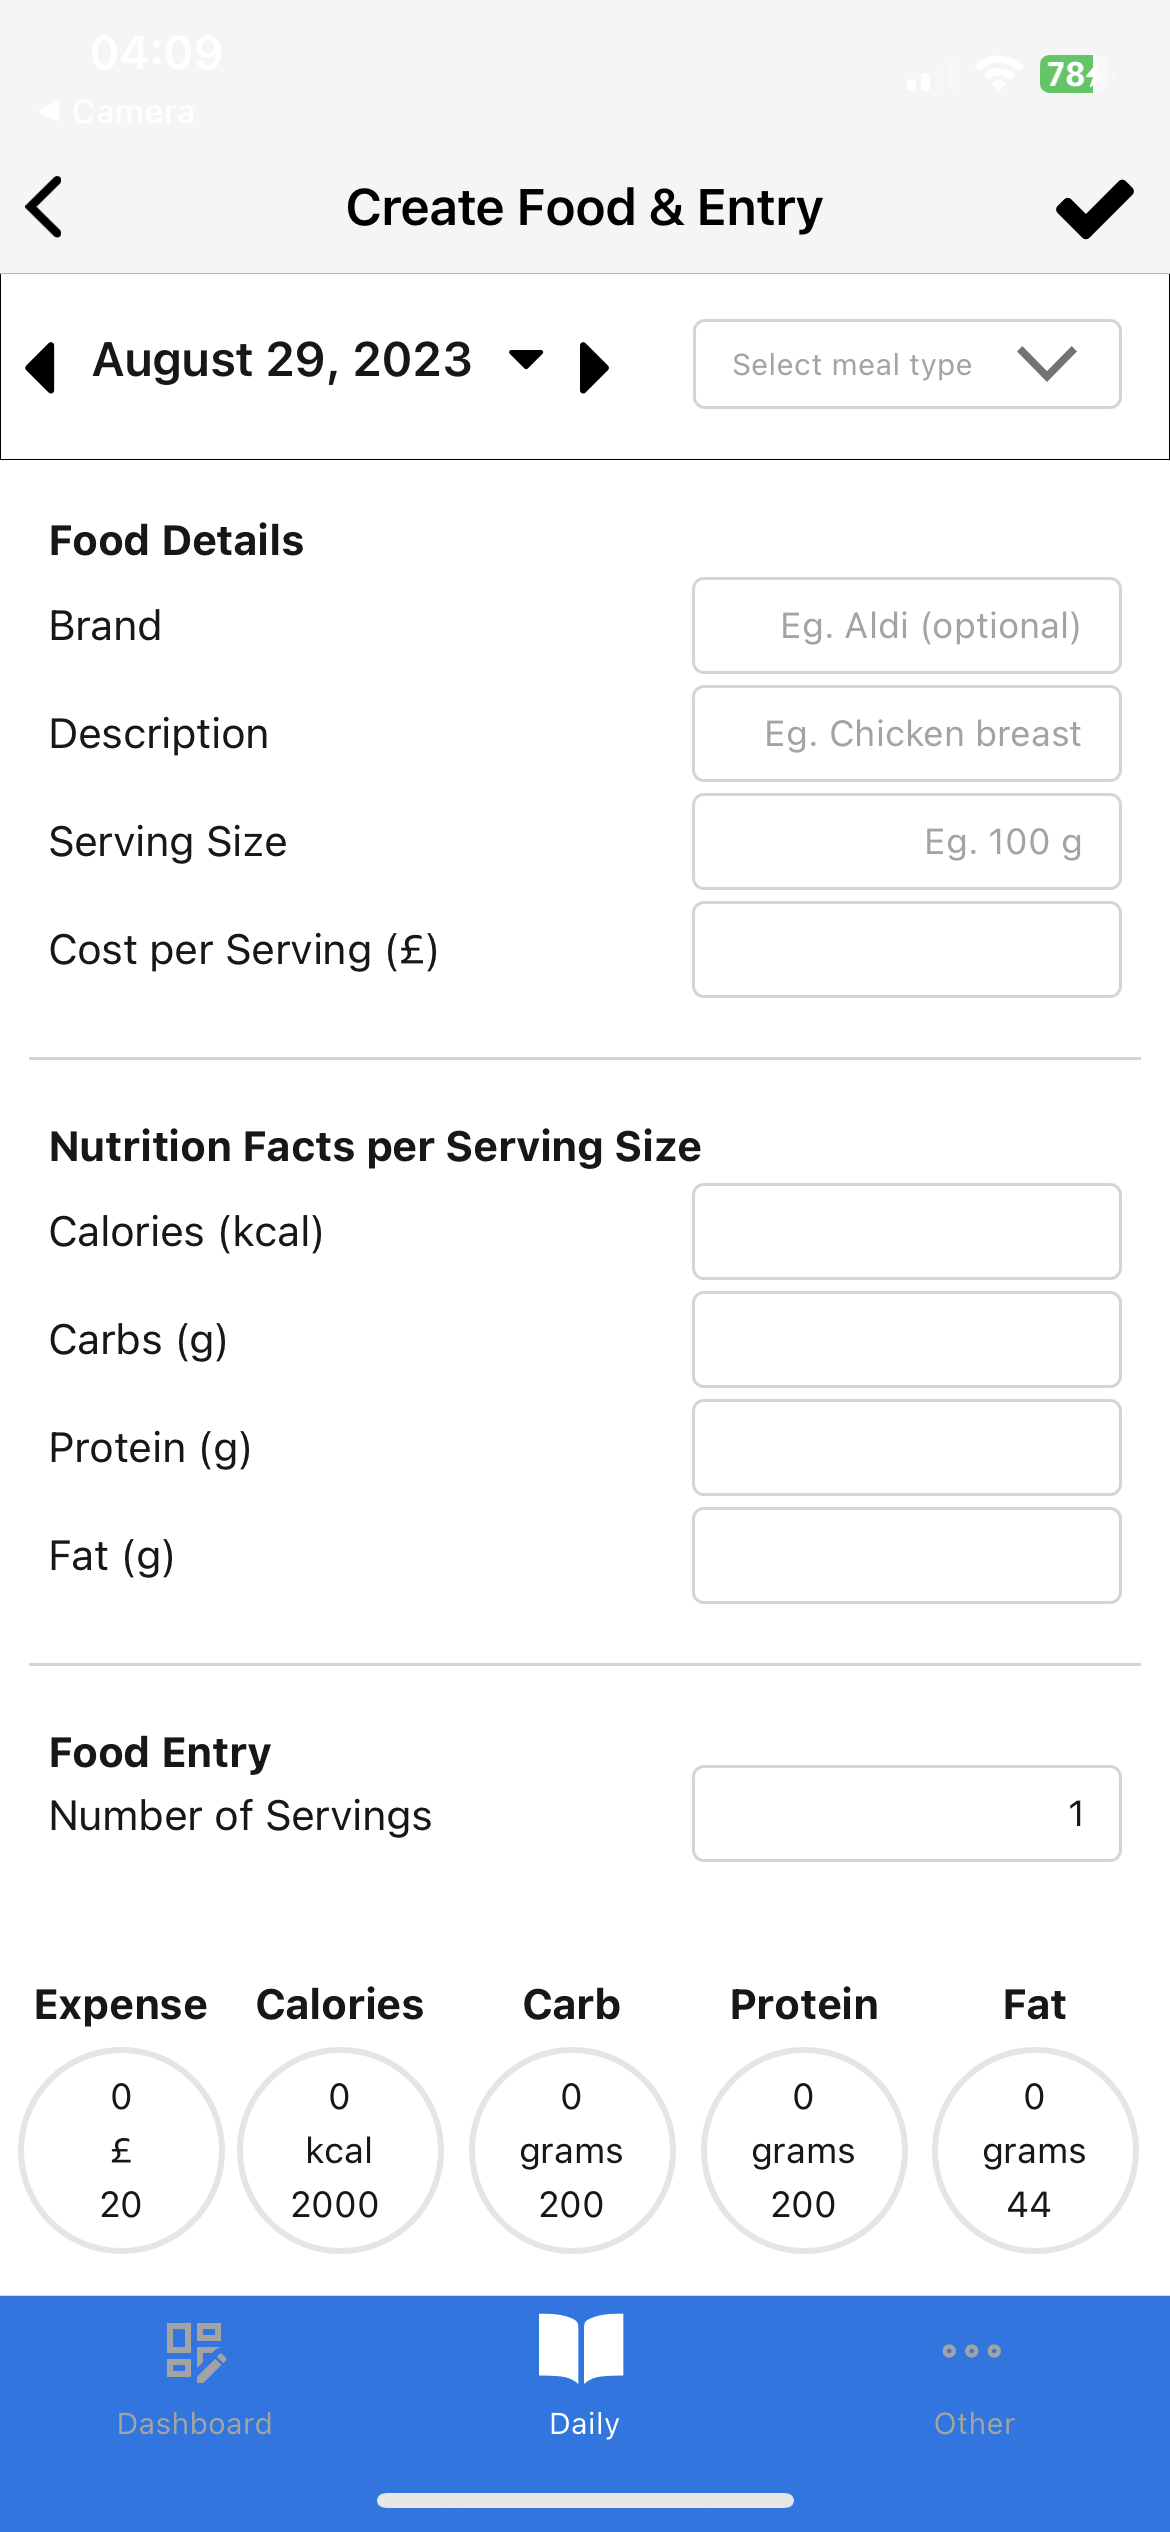 04:09
78
Camera
Create Food & Entry
August 29, 2023
Select meal type
Food Details
Brand
Eg. Aldi (optional)
Description
Eg. Chicken breast
Serving Size
Eg. 100 g
Cost per Serving (£)
Nutrition Facts per Serving Size
Calories (kcal)
Carbs (g)
Protein (g)
Fat (g)
Food Entry
Number of Servings
1
Expense Calories Carb Protein Fat
0 0 0 0 0
£ kcal grams grams grams
20 2000 200 200 44
Dashboard Daily Other